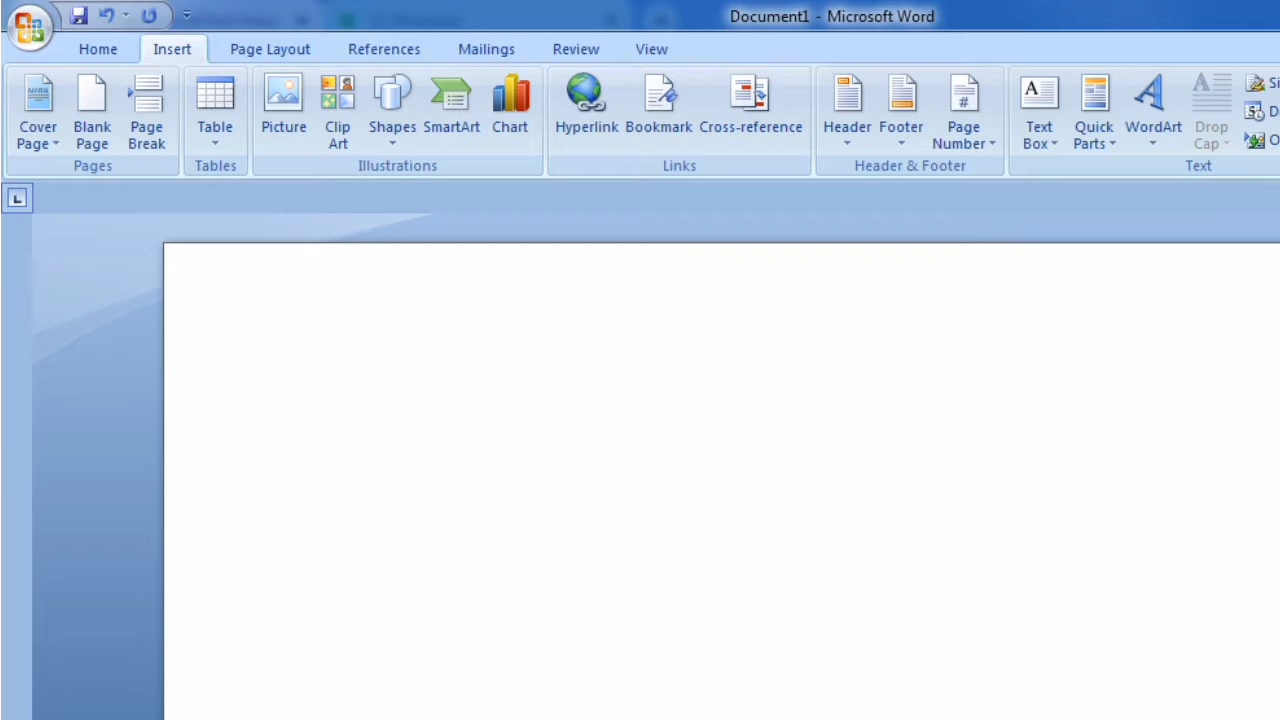 Document1 - Microsoft Word
Home Insert Page Layout References Mailings Review View
Cover Page Blank Page Page Break Table Picture Clip Art Shapes SmartArt Chart Hyperlink Bookmark Cross-reference Header Footer Page Number Text Box Quick Parts WordArt Drop Cap
Pages Tables Illustrations Links Header & Footer Text